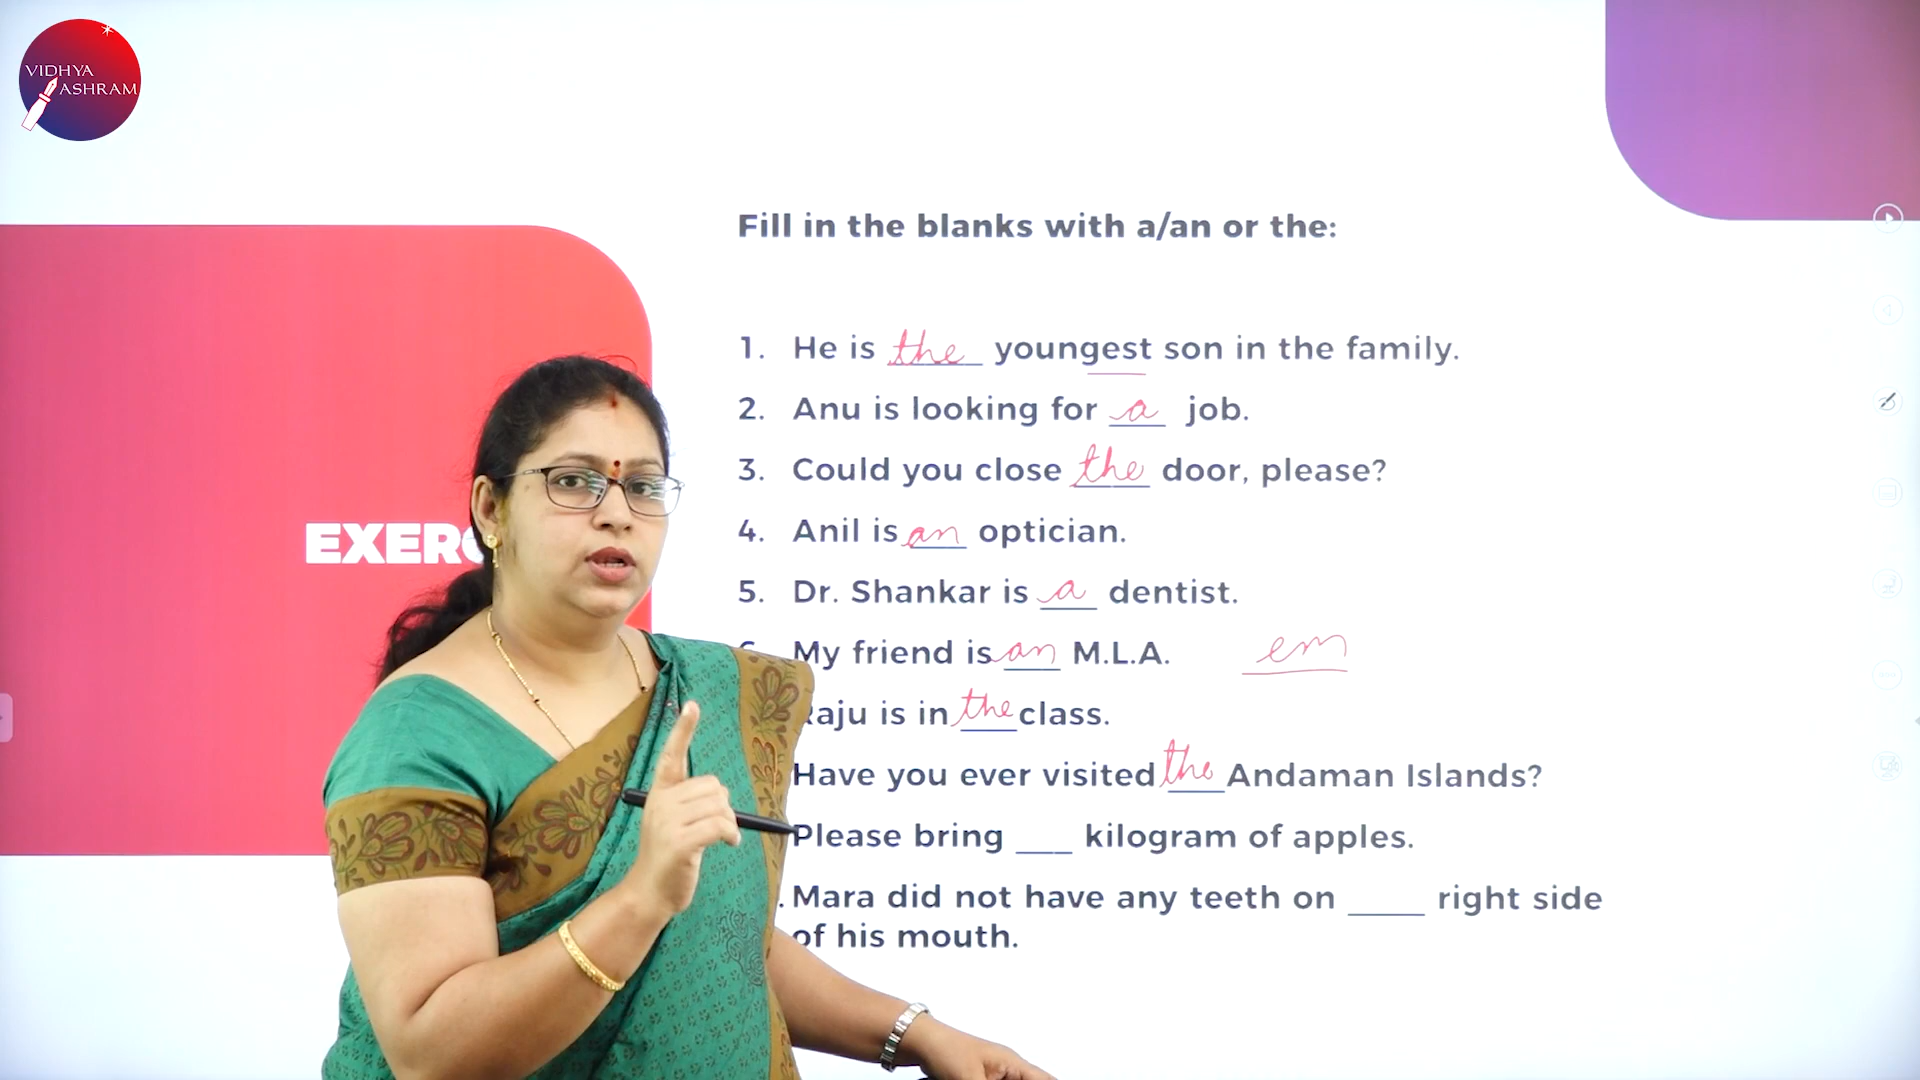 VIDHYA
ASHRAM
Fill in the blanks with a/an or the:
1. He is the youngest son in the family.
2. Anu is looking for a job.
3. Could you close the door, please?
4. Anil is an optician.
5. Dr. Shankar is a dentist.
My friend is an M.L.A. em
Raju is in the class.
Have you ever visited the Andaman Islands?
Please bring ___ kilogram of apples.
Mara did not have any teeth on _____ right side
of his mouth.